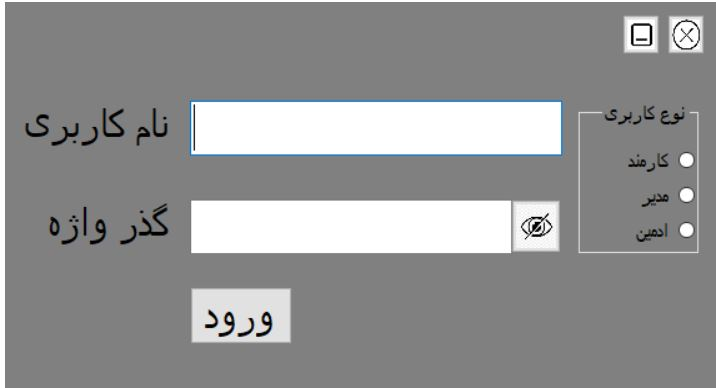 نوع کاربری
کارمند
مدیر
ادمین
نام کاربری
گذر واژه
ورود